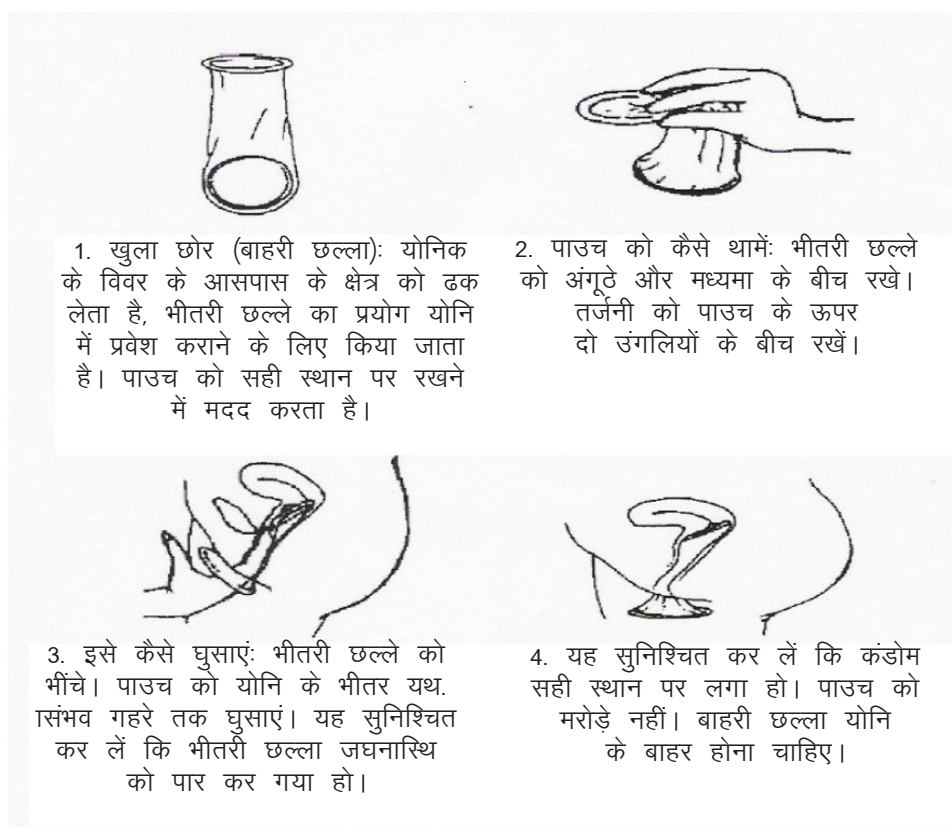 1. खुला छोर (बाहरी छल्ला): योनिक
के विवर के आसपास के क्षेत्र को ढक
लेता है, भीतरी छल्ले का प्रयोग योनि
में प्रवेश कराने के लिए किया जाता
है। पाउच को सही स्थान पर रखने
में मदद करता है।
2. पाउच को कैसे थामें: भीतरी छल्ले
को अंगूठे और मध्यमा के बीच रखे।
तर्जनी को पाउच के ऊपर
दो उंगलियों के बीच रखें।
3. इसे कैसे घुसाएं: भीतरी छल्ले को
भींचे। पाउच को योनि के भीतर यथ.
ासंभव गहरे तक घुसाएं। यह सुनिश्चित
कर लें कि भीतरी छल्ला जघनास्थि
को पार कर गया हो।
4. यह सुनिश्चित कर लें कि कंडोम
सही स्थान पर लगा हो। पाउच को
मरोड़े नहीं। बाहरी छल्ला योनि
के बाहर होना चाहिए।